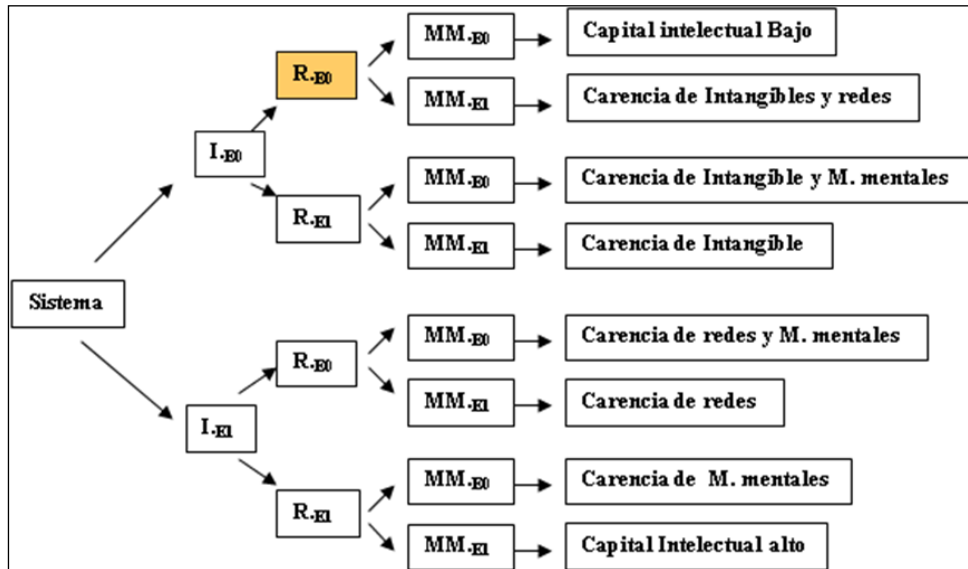 MM.E0
Capital intelectual Bajo
R.E0
MM.E1
Carencia de Intangibles y redes
I.E0
MM.E0
Carencia de Intangible y M. mentales
R.E1
MM.E1
Carencia de Intangible
Sistema
MM.E0
Carencia de redes y M. mentales
R.E0
MM.E1
Carencia de redes
I.E1
MM.E0
Carencia de M. mentales
R.E1
MM.E1
Capital Intelectual alto